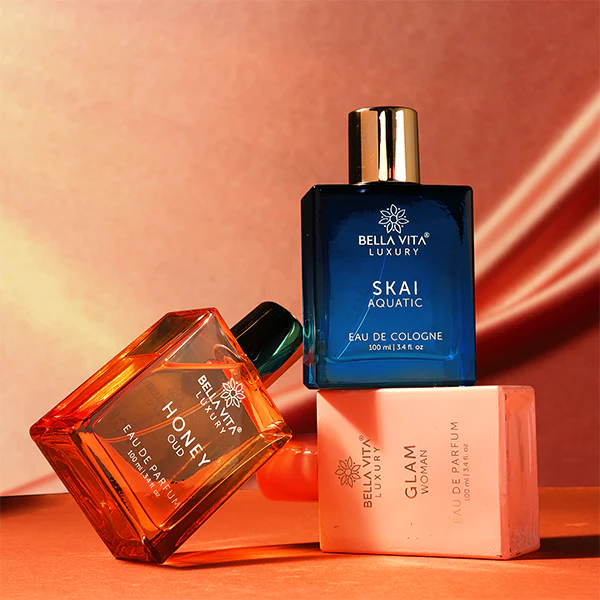 BELLA VITA®
LUXURY
SKAI
AQUATIC
EAU DE COLOGNE
100 ml | 3.4 fl. oz
BELLA VITA®
LUXURY
HONEY
OUD
EAU DE PARFUM
100 ml | 3.4 fl. oz
BELLA VITA®
LUXURY
GLAM
WOMAN
EAU DE PARFUM
100 ml | 3.4 fl. oz